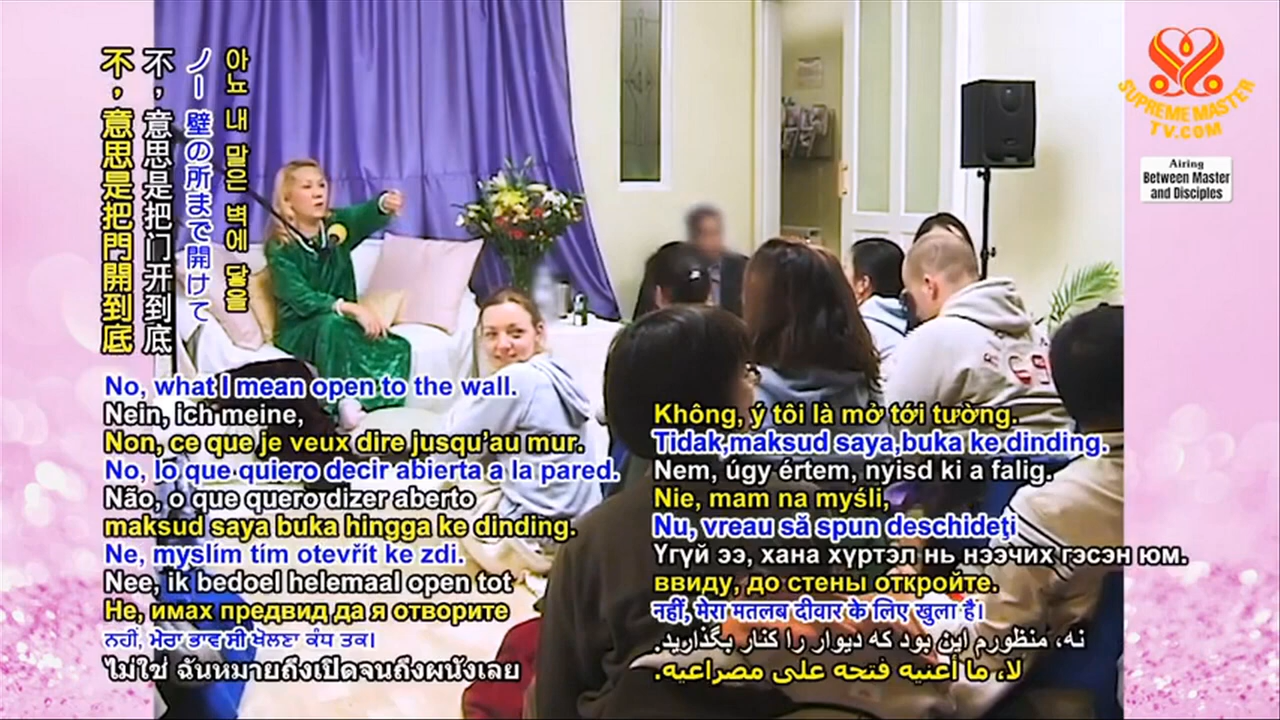 아뇨 내 말은 벽에 닿을
ノー 壁の所まで開けて
不，意思是把门开到底
不，意思是把門開到底
SUPREME MASTER
TV.COM
Airing
Between Master
and Disciples
No, what I mean open to the wall.
Nein, ich meine,
Non, ce que je veux dire jusqu'au mur.
No, lo que quiero decir abierta a la pared.
Não, o que quero dizer aberto
maksud saya buka hingga ke dinding.
Ne, myslím tím otevřít ke zdi.
Nee, ik bedoel helemaal open tot
Не, имах предвид да я отворите
ਨਹੀਂ, ਮੇਰਾ ਭਾਵ ਸੀ ਖੋਲਣਾ ਕੰਧ ਤਕ।
ไม่ใช่ ฉันหมายถึงเปิดจนถึงผนังเลย
Không, ý tôi là mở tới tường.
Tidak,maksud saya,buka ke dinding.
Nem, úgy értem, nyisd ki a falig.
Nie, mam na myśli,
Nu, vreau să spun deschideţi
Үгүй ээ, хана хүртэл нь нээчих гэсэн юм.
ввиду, до стены откройте.
नहीं, मेरा मतलब दीवार के लिए खुला है।
نه، منظورم این بود که دیوار را کنار بگذارید.
لا، ما أعنيه فتحه على مصراعيه.